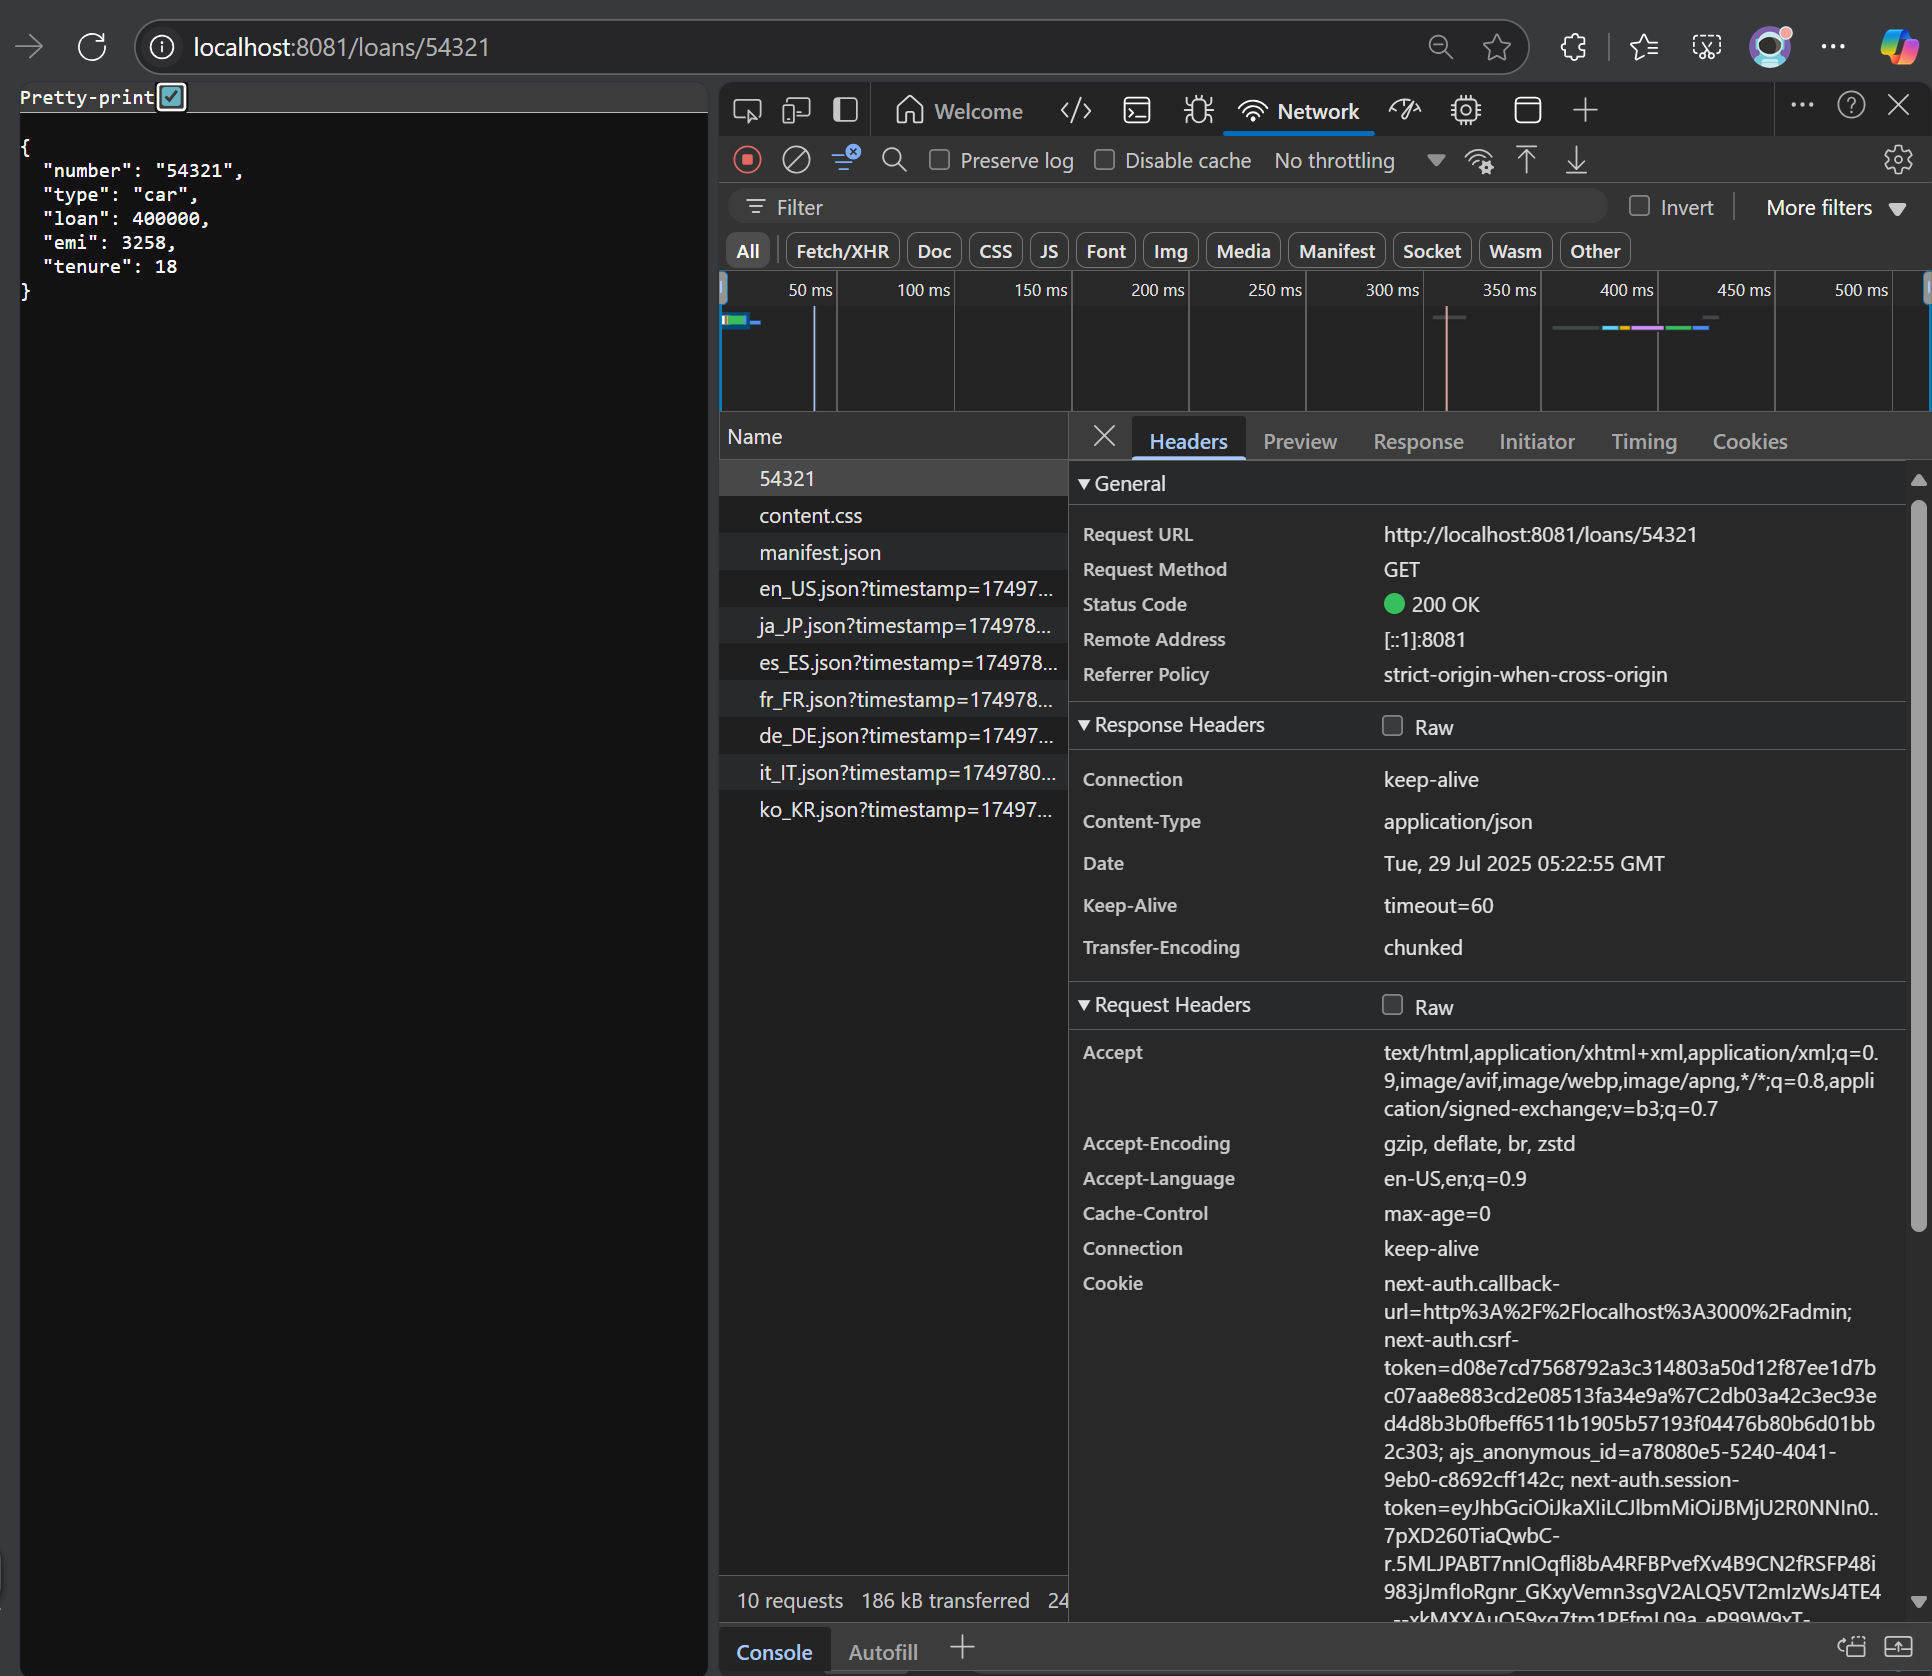 localhost:8081/loans/54321
Pretty-print
{
"number": "54321",
"type": "car",
"loan": 400000,
"emi": 3258,
"tenure": 18
}
Welcome
Network
Preserve log
Disable cache
No throttling
Filter
Invert
More filters
All
Fetch/XHR
Doc
CSS
JS
Font
Img
Media
Manifest
Socket
Wasm
Other
50 ms
100 ms
150 ms
200 ms
250 ms
300 ms
350 ms
400 ms
450 ms
500 ms
Name
54321
content.css
manifest.json
en_US.json?timestamp=17497...
ja_JP.json?timestamp=174978...
es_ES.json?timestamp=174978...
fr_FR.json?timestamp=174978...
de_DE.json?timestamp=17497...
it_IT.json?timestamp=1749780...
ko_KR.json?timestamp=17497...
10 requests 186 kB transferred 24
Headers
Preview
Response
Initiator
Timing
Cookies
General
Request URL http://localhost:8081/loans/54321
Request Method GET
Status Code 200 OK
Remote Address [::1]:8081
Referrer Policy strict-origin-when-cross-origin
Response Headers Raw
Connection keep-alive
Content-Type application/json
Date Tue, 29 Jul 2025 05:22:55 GMT
Keep-Alive timeout=60
Transfer-Encoding chunked
Request Headers Raw
Accept text/html,application/xhtml+xml,application/xml;q=0.
9,image/avif,image/webp,image/apng,*/*;q=0.8,appli
cation/signed-exchange;v=b3;q=0.7
Accept-Encoding gzip, deflate, br, zstd
Accept-Language en-US,en;q=0.9
Cache-Control max-age=0
Connection keep-alive
Cookie next-auth.callback-
url=http%3A%2F%2Flocalhost%3A3000%2Fadmin;
next-auth.csrf-
token=d08e7cd7568792a3c314803a50d12f87ee1d7b
c07aa8e883cd2e08513fa34e9a%7C2db03a42c3ec93e
d4d8b3b0fbeff6511b1905b57193f04476b80b6d01bb
2c303; ajs_anonymous_id=a78080e5-5240-4041-
9eb0-c8692cff142c; next-auth.session-
token=eyJhbGciOiJkaXIiLCJlbmMiOiJBMjU2R0NNIn0..
7pXD260TiaQwbC-
r.5MLJPABT7nnIOqfli8bA4RFBPvefXv4B9CN2fRSFP48i
983jJmfIoRgnr_GKxyVemn3sgV2ALQ5VT2mIzWsJ4TE4
Console
Autofill